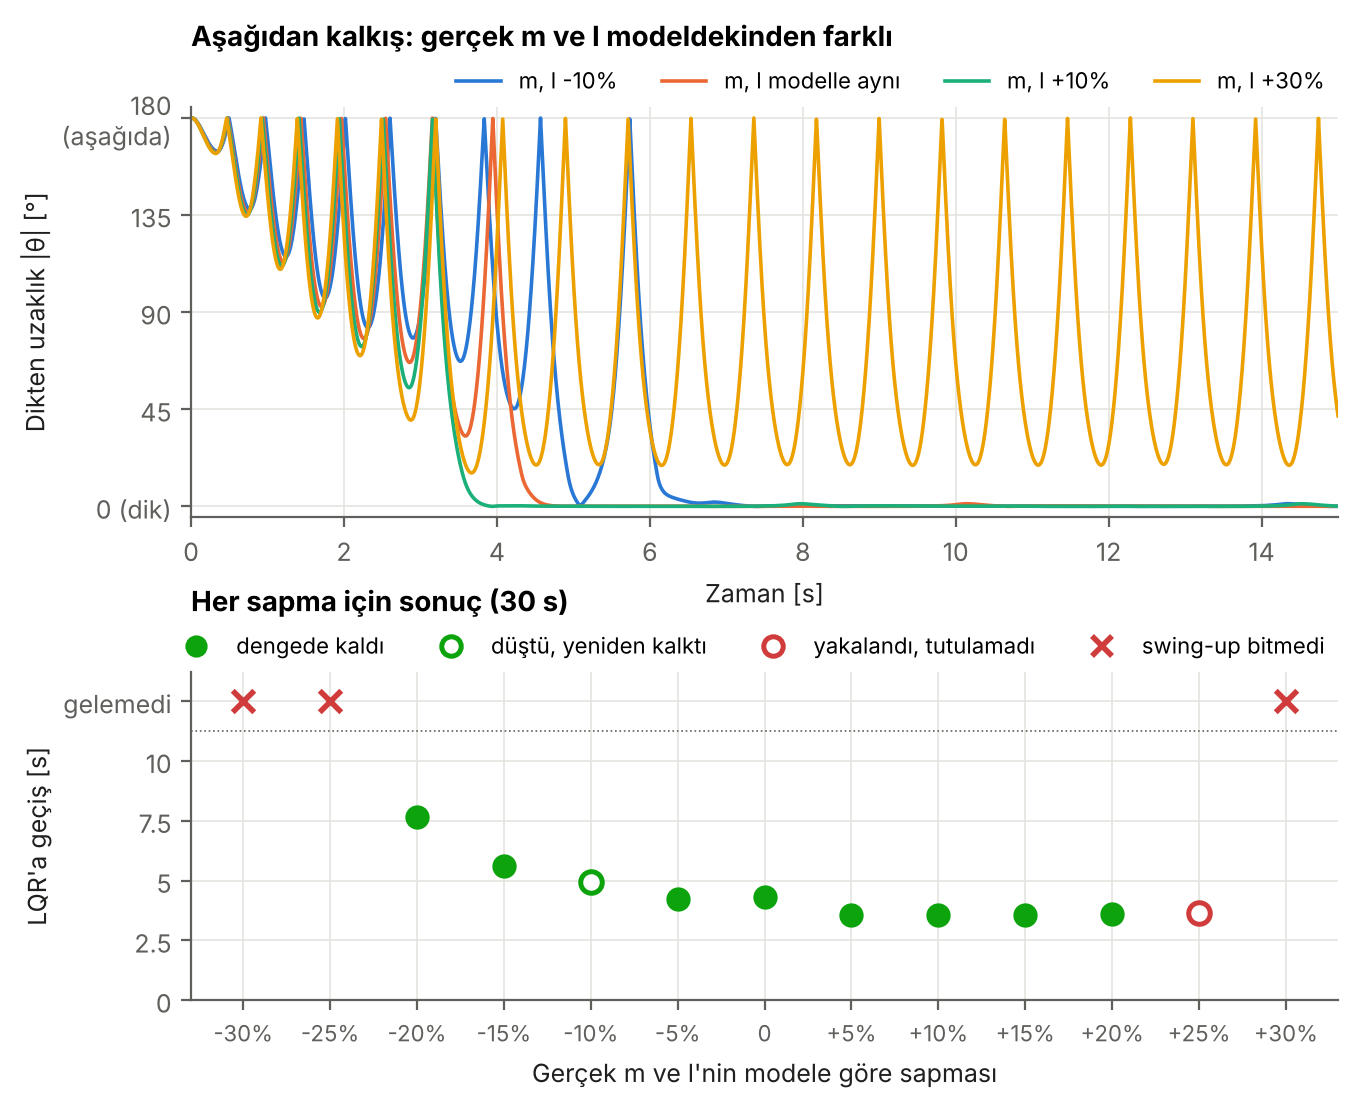 Aşağıdan kalkış: gerçek m ve l modeldekinden farklı
m, l -10%
m, l modelle aynı
m, l +10%
m, l +30%
Dikten uzaklık |θ| [°]
180
(aşağıda)
135
90
45
0 (dik)
0 2 4 6 8 10 12 14
Zaman [s]
Her sapma için sonuç (30 s)
dengede kaldı
düştü, yeniden kalktı
yakalandı, tutulamadı
swing-up bitmedi
LQR'a geçiş [s]
gelemedi
10
7.5
5
2.5
0
-30% -25% -20% -15% -10% -5% 0 +5% +10% +15% +20% +25% +30%
Gerçek m ve l'nin modele göre sapması